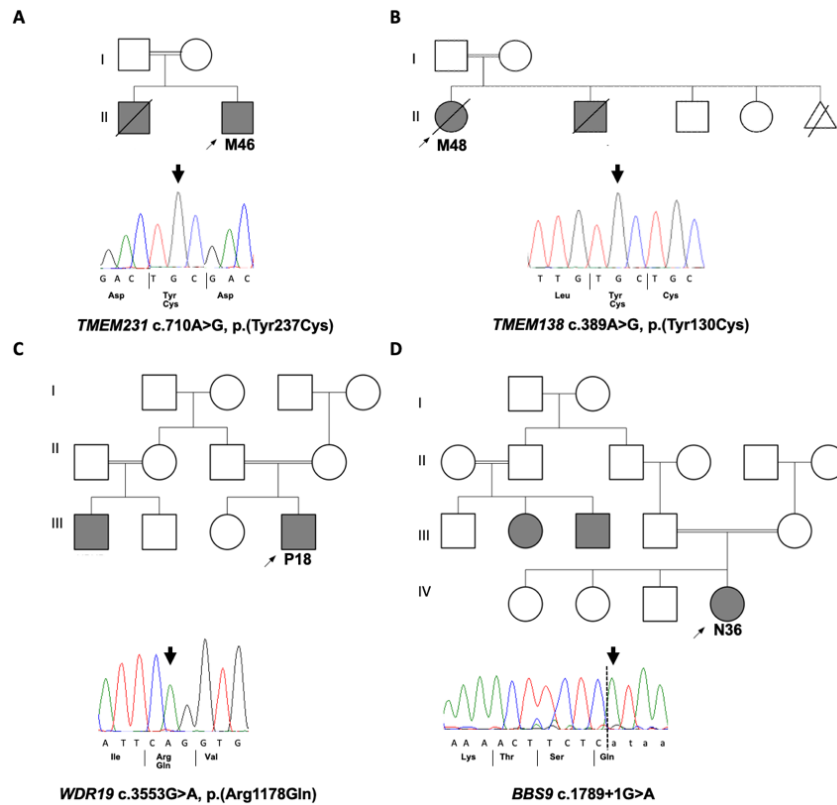 A
I
II
M46
G A C T G C G A C
Asp Tyr Asp
Cys
TMEM231 c.710A>G, p.(Tyr237Cys)
B
I
II
M48
T T G T G C T G C
Leu Tyr Cys
Cys
TMEM138 c.389A>G, p.(Tyr130Cys)
C
I
II
III
P18
A T T C A G G T G
Ile Arg Val
Gln
WDR19 c.3553G>A, p.(Arg1178Gln)
D
I
II
III
IV
N36
A A A A C T T C T C a t a a
Lys Thr Ser Gln
BBS9 c.1789+1G>A